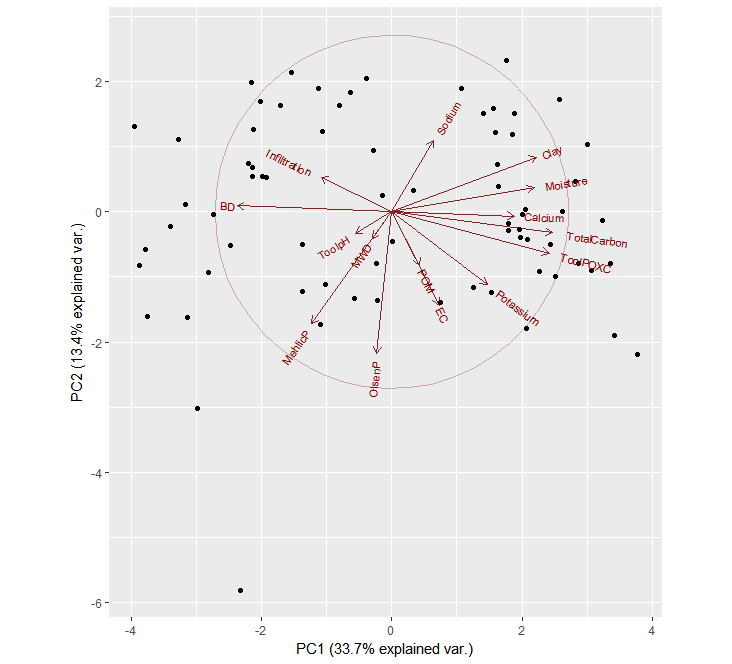 PC2 (13.4% explained var.)
2
0
-2
-4
-6
Sodium
Clay
Infiltration
Moisture
BD
Calcium
TotalCarbon
ToolpH
MWD
ToolPOXC
POM
EC
Potassium
MehlicP
OlsenP
-4
-2
0
2
4
PC1 (33.7% explained var.)